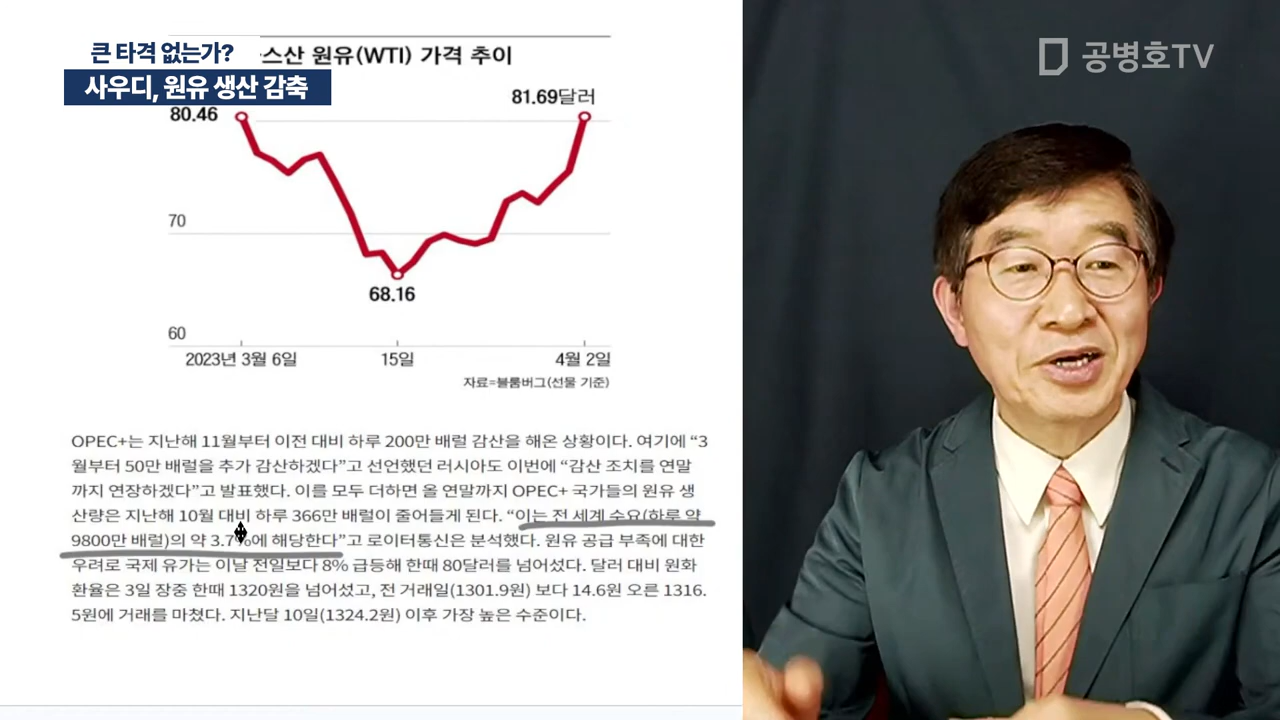 큰 타격 없는가?
사우디, 원유 생산 감축
스산 원유(WTI) 가격 추이
공병호TV
81.69달러
80.46
70
68.16
60
2023년 3월 6일 15일 4월 2일
자료=블룸버그(선물 기준)
OPEC+는 지난해 11월부터 이전 대비 하루 200만 배럴 감산을 해온 상황이다. 여기에 “3
월부터 50만 배럴을 추가 감산하겠다”고 선언했던 러시아도 이번에 “감산 조치를 연말
까지 연장하겠다”고 발표했다. 이를 모두 더하면 올 연말까지 OPEC+ 국가들의 원유 생
산량은 지난해 10월 대비 하루 366만 배럴이 줄어들게 된다. “이는 전 세계 수요(하루 약
9800만 배럴)의 약 3.7%에 해당한다”고 로이터통신은 분석했다. 원유 공급 부족에 대한
우려로 국제 유가는 이날 전일보다 8% 급등해 한때 80달러를 넘어섰다. 달러 대비 원화
환율은 3일 장중 한때 1320원을 넘어섰고, 전 거래일(1301.9원) 보다 14.6원 오른 1316.
5원에 거래를 마쳤다. 지난달 10일(1324.2원) 이후 가장 높은 수준이다.